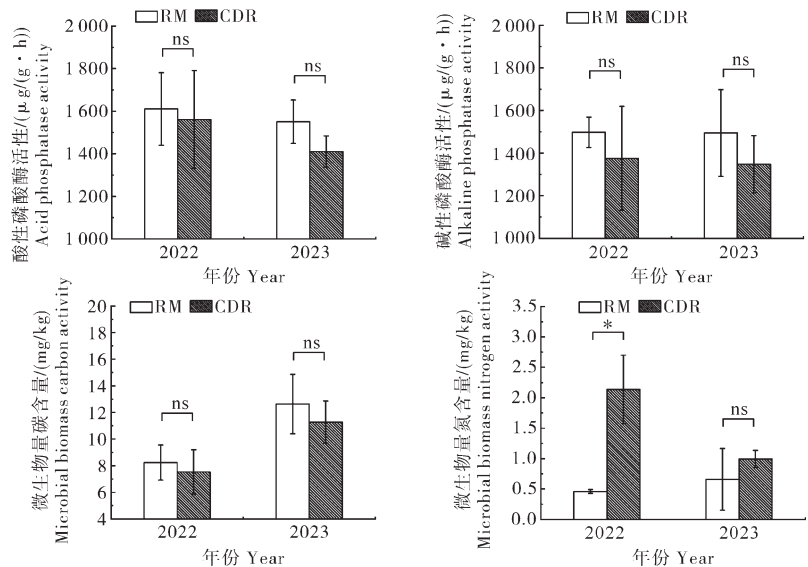 酸性磷酸酶活性/(μg/(g·h))
Acid phosphatase activity
2 000
1 800
1 600
1 400
1 200
1 000
RM CDR
ns
ns
2022
2023
年份 Year
碱性磷酸酶活性/(μg/(g·h))
Alkaline phosphatase activity
2 000
1 800
1 600
1 400
1 200
1 000
RM CDR
ns
ns
2022
2023
年份 Year
微生物量碳含量/(mg/kg)
Microbial biomass carbon activity
20
18
16
14
12
10
8
6
4
RM CDR
ns
ns
2022
2023
年份 Year
微生物量氮含量/(mg/kg)
Microbial biomass nitrogen activity
3.5
3.0
2.5
2.0
1.5
1.0
0.5
0.0
RM CDR
*
ns
2022
2023
年份 Year